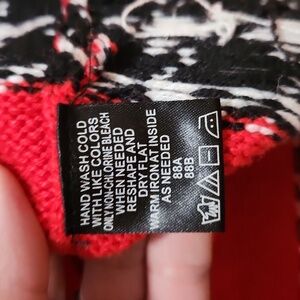 HAND WASH COLD
WITH LIKE COLORS
ONLY NON-CHLORINE BLEACH
WHEN NEEDED
RESHAPE AND
DRY FLAT
WARM IRON FLIP INSIDE
AS NEEDED
88A
88B